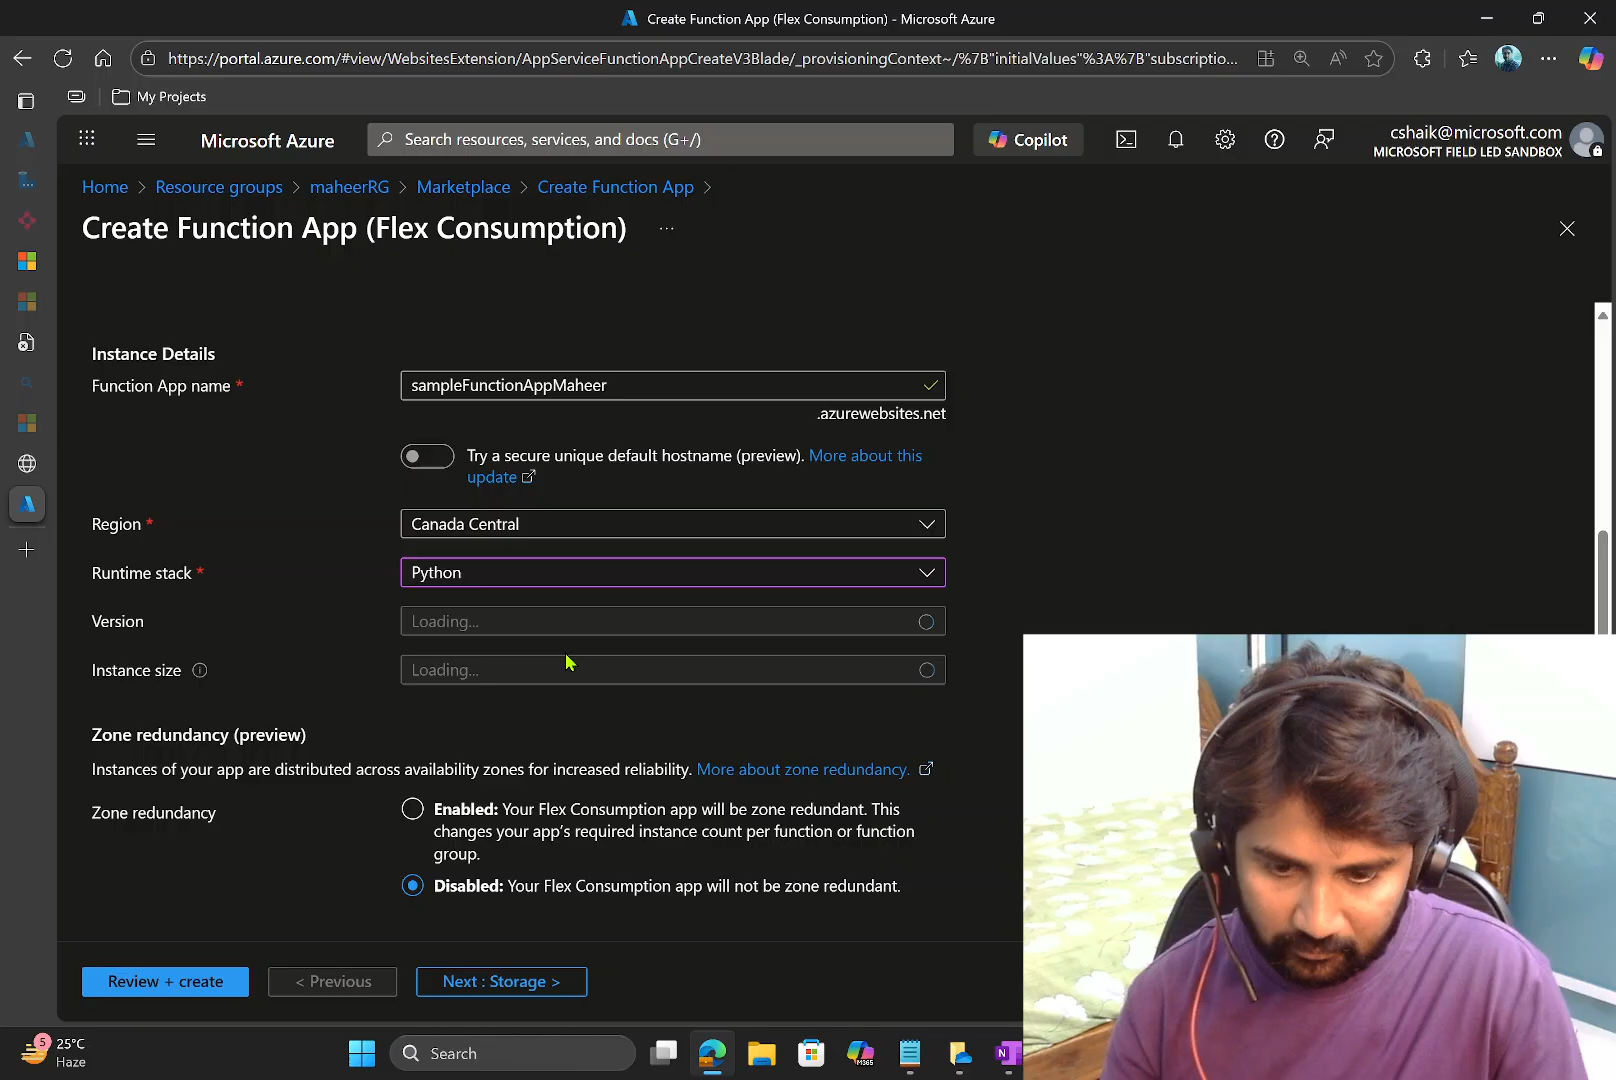 Create Function App (Flex Consumption) - Microsoft Azure
https://portal.azure.com/#view/WebsitesExtension/AppServiceFunctionAppCreateV3Blade/_provisioningContext~/%7B"initialValues"%3A%7B"subscriptio...
My Projects
Microsoft Azure
Search resources, services, and docs (G+/)
Copilot
cshaik@microsoft.com
MICROSOFT FIELD LED SANDBOX
Home > Resource groups > maheerRG > Marketplace > Create Function App >
Create Function App (Flex Consumption) ...
Instance Details
Function App name *
sampleFunctionAppMaheer
.azurewebsites.net
Try a secure unique default hostname (preview). More about this
update
Region *
Canada Central
Runtime stack *
Python
Version
Loading...
Instance size
Loading...
Zone redundancy (preview)
Instances of your app are distributed across availability zones for increased reliability. More about zone redundancy.
Zone redundancy
Enabled: Your Flex Consumption app will be zone redundant. This
changes your app's required instance count per function or function
group.
Disabled: Your Flex Consumption app will not be zone redundant.
Review + create
< Previous
Next : Storage >
5
25°C
Haze
Search
M365
N